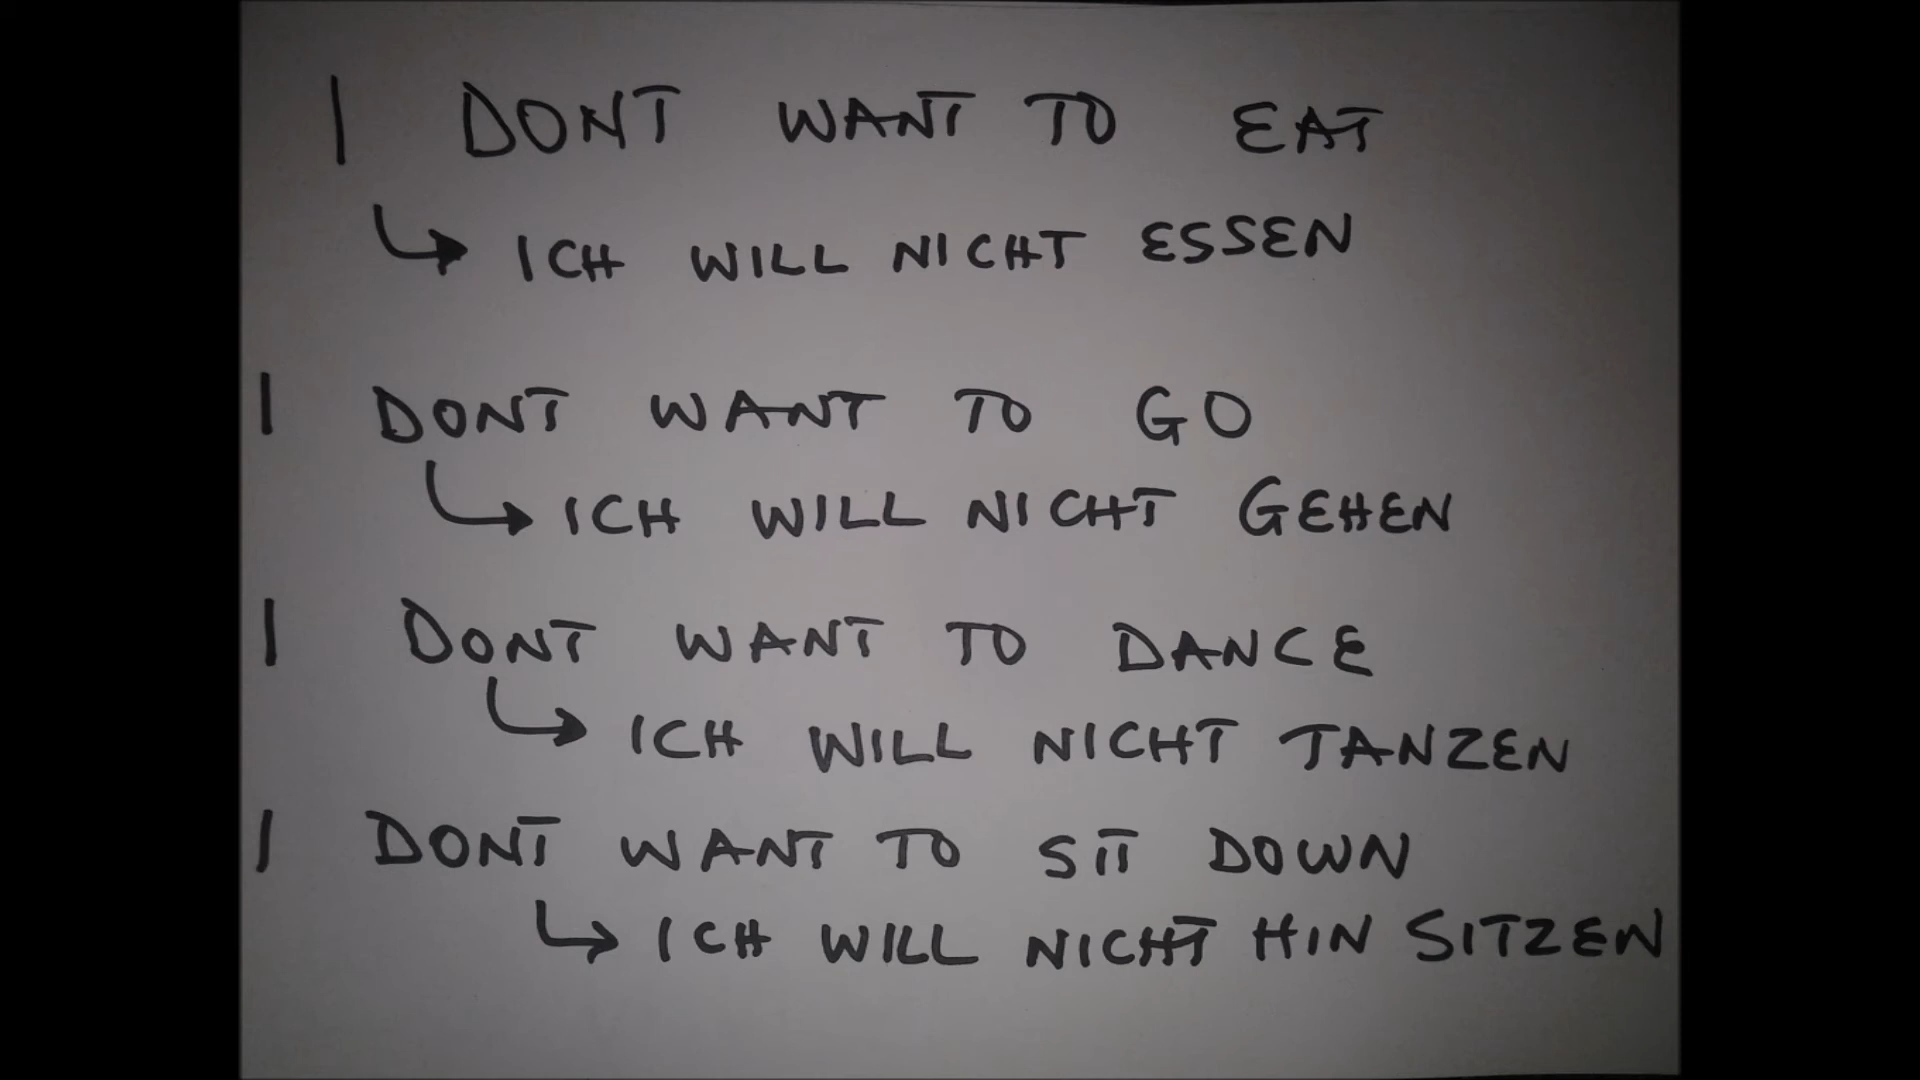 I DONT WANT TO EAT
ICH WILL NICHT ESSEN
I DONT WANT TO GO
ICH WILL NICHT GEHEN
I DONT WANT TO DANCE
ICH WILL NICHT TANZEN
I DONT WANT TO SIT DOWN
ICH WILL NICHT HIN SITZEN